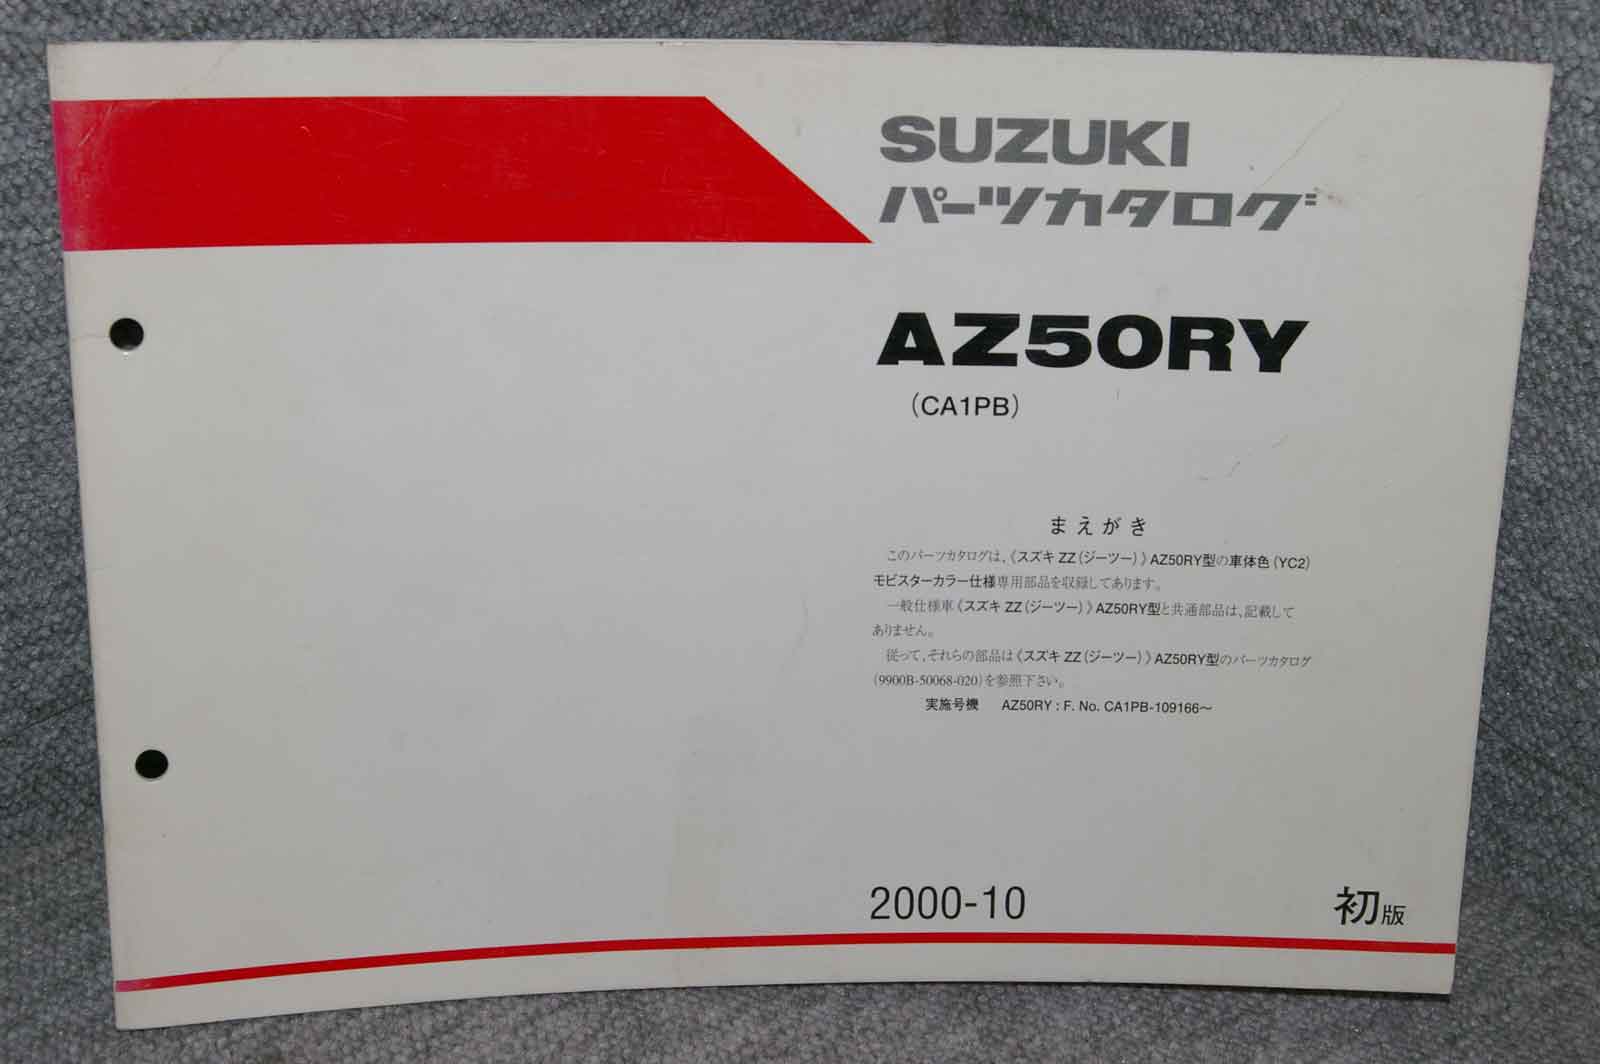 SUZUKI
パーツカタログ
AZ50RY
(CA1PB)
まえがき
このパーツカタログは、《スズキ ZZ（ジーツー）》AZ50RY型の車体色（YC2）
モビスターカラー仕様専用部品を収録してあります。
一般仕様車《スズキ ZZ（ジーツー）》AZ50RY型と共通部品は、記載して
ありません。
従って、それらの部品は《スズキ ZZ（ジーツー）》AZ50RY型のパーツカタログ
（9900B-50068-020）を参照下さい。
実施号機 AZ50RY : F. No. CA1PB-109166～
2000-10 初版